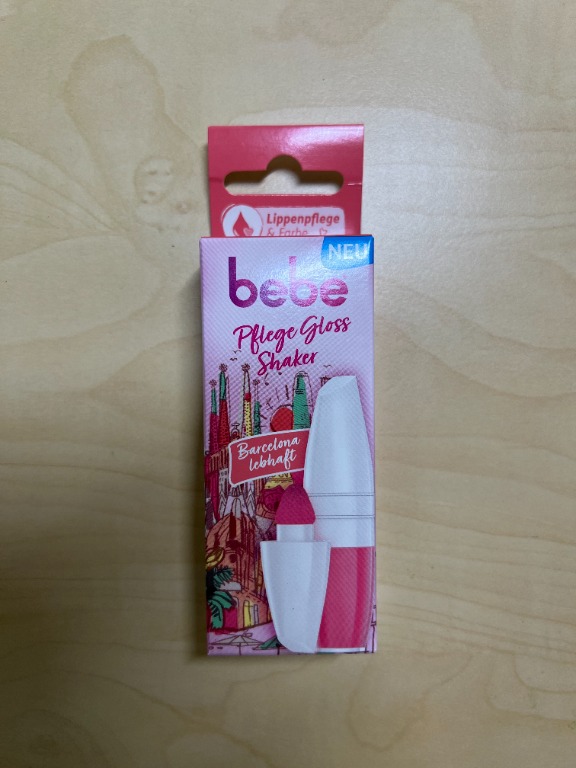 Lippenpflege
& Farbe
NEU
bebe
Pflege Gloss
Shaker
Barcelona
lebhaft